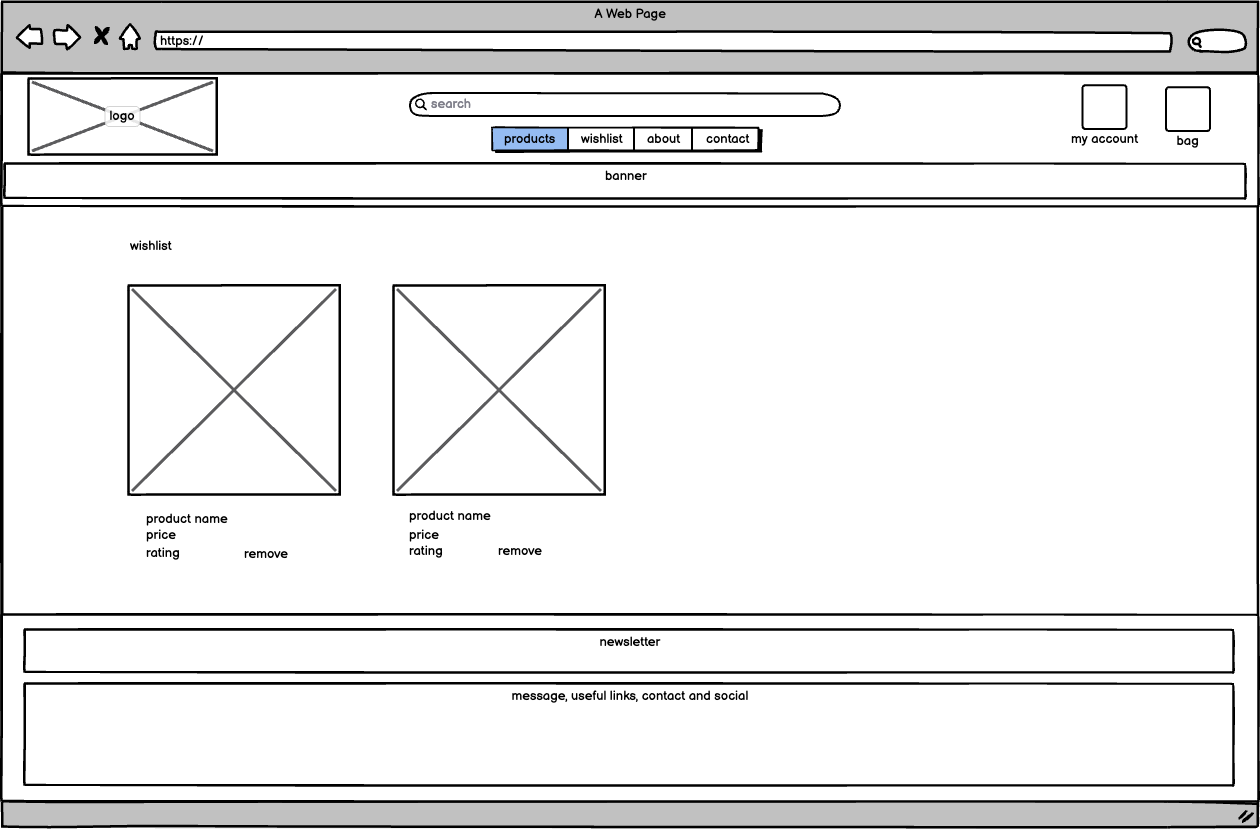 A Web Page
https://
logo
search
products wishlist about contact
my account
bag
banner
wishlist
product name
price
rating remove
product name
price
rating remove
newsletter
message, useful links, contact and social